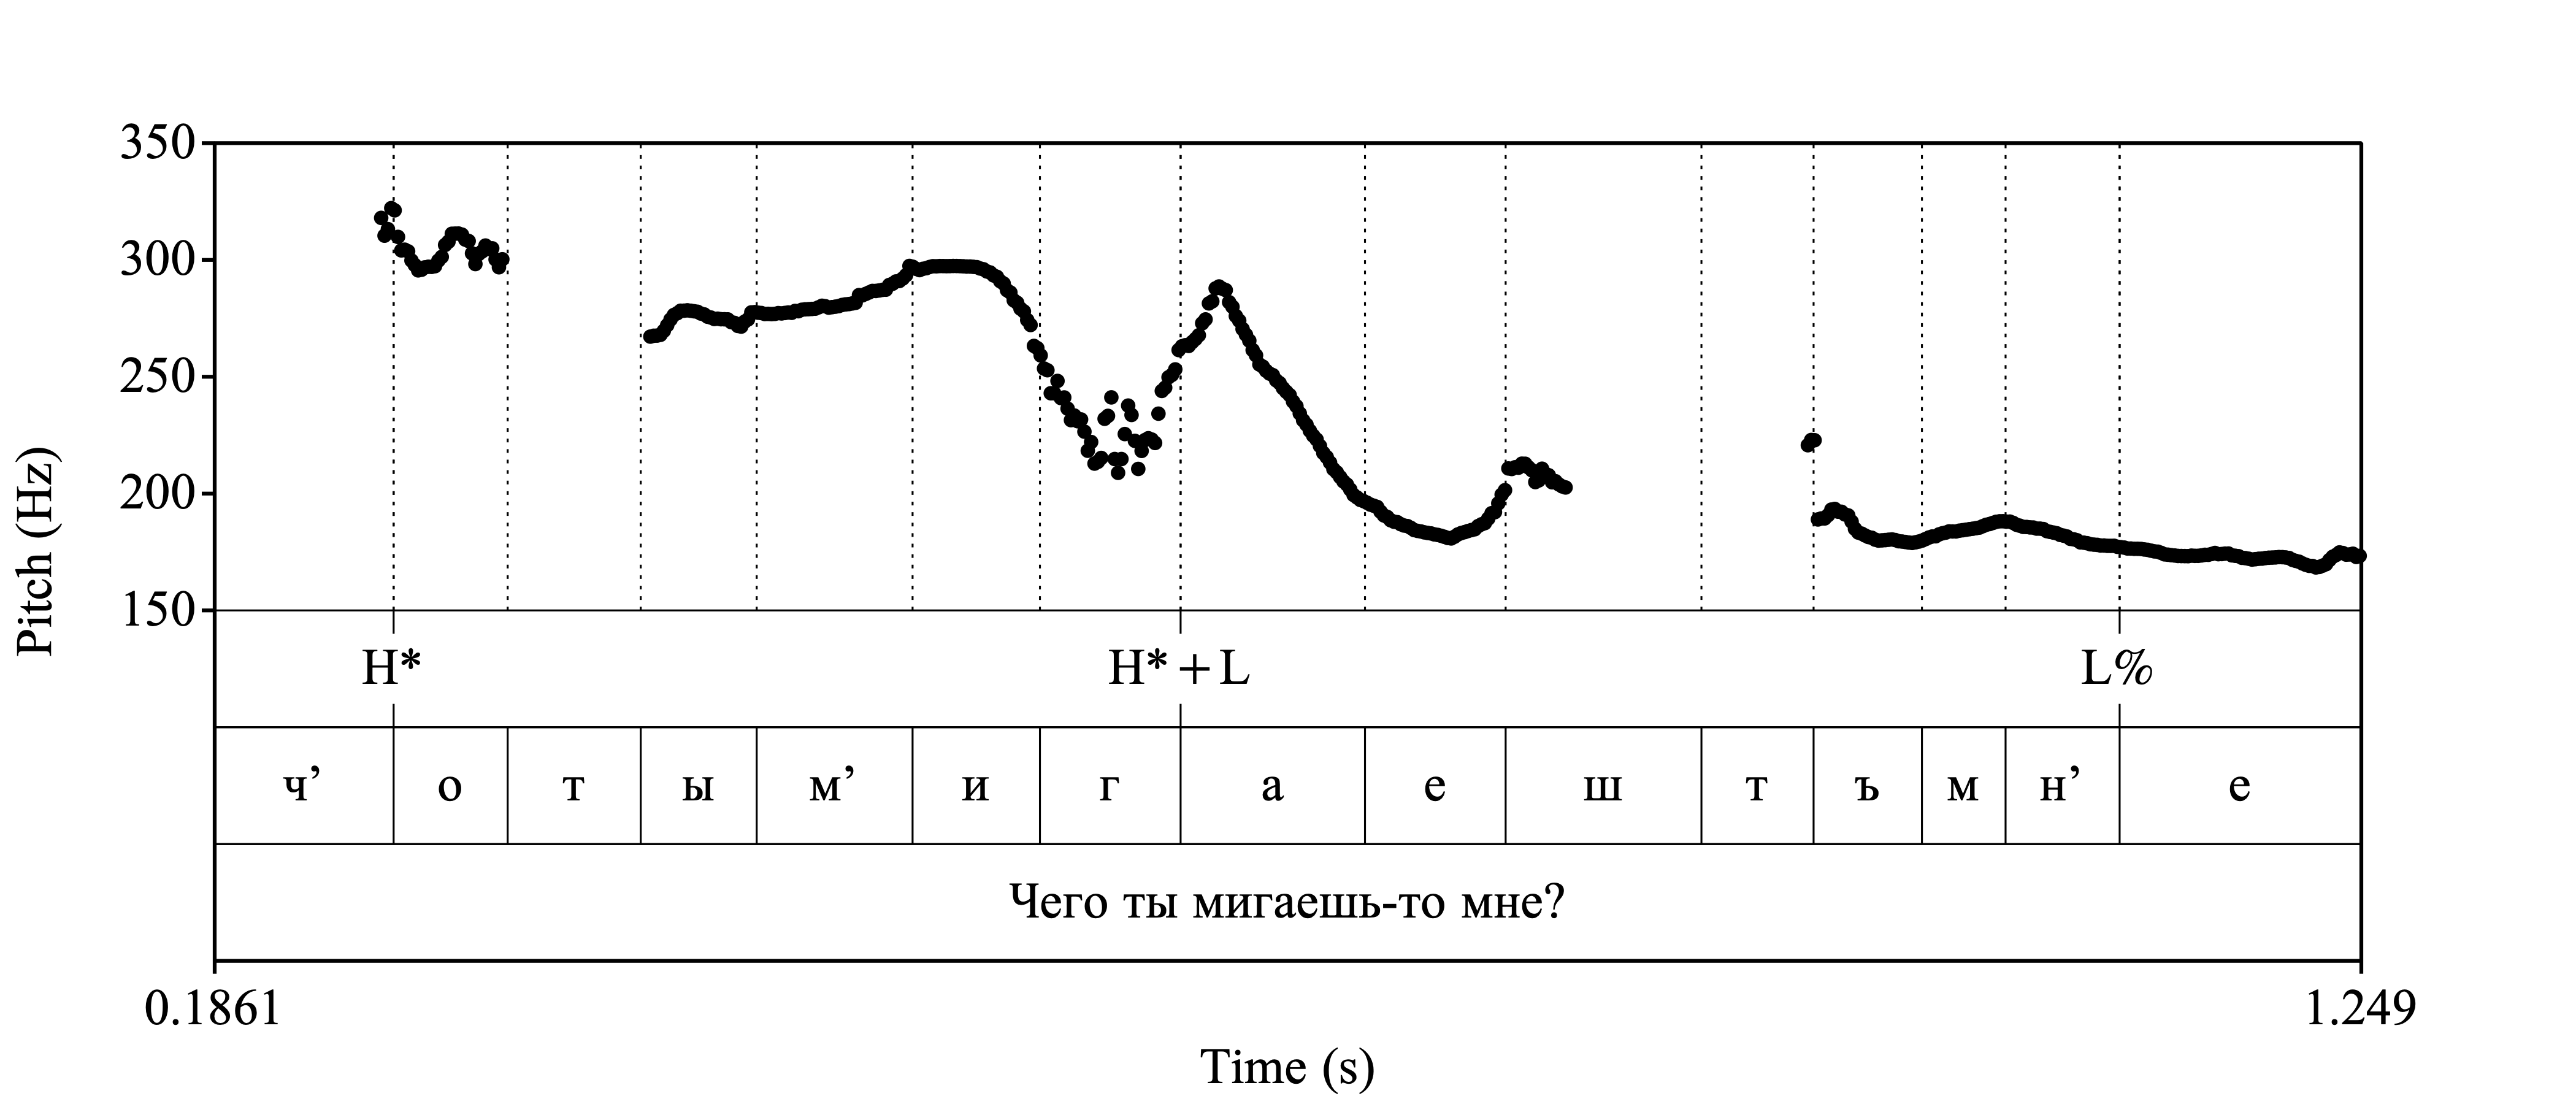 350
300
250
200
150
Pitch (Hz)
H* H* + L L%
ч’ о т ы м’ и г а е ш т ъ м н’ е
Чего ты мигаешь-то мне?
0.1861 1.249
Time (s)